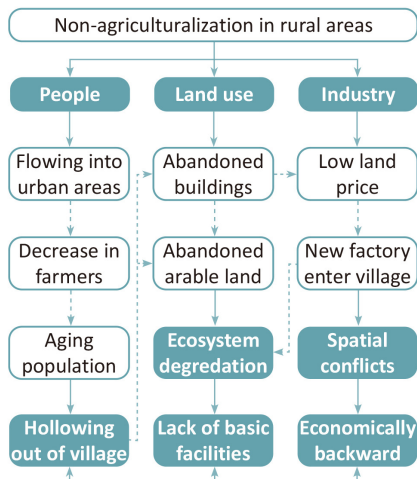 Non-agriculturalization in rural areas
People
Land use
Industry
Flowing into
urban areas
Abandoned
buildings
Low land
price
Decrease in
farmers
Abandoned
arable land
New factory
enter village
Aging
population
Ecosystem
degredation
Spatial
conflicts
Hollowing
out of village
Lack of basic
facilities
Economically
backward